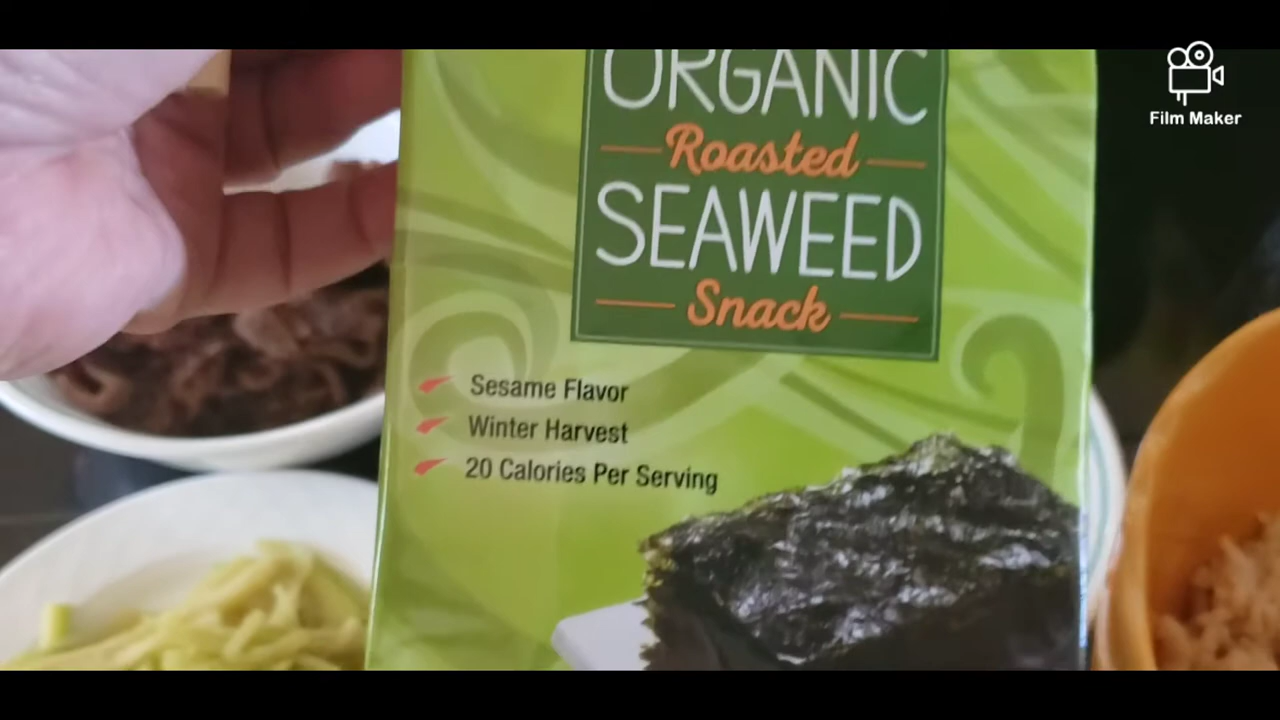 Film Maker
ORGANIC
Roasted
SEAWEED
Snack
Sesame Flavor
Winter Harvest
20 Calories Per Serving